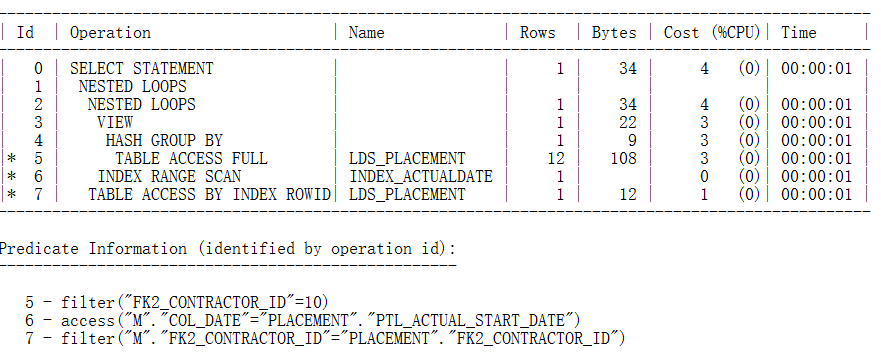 -------------------------------------------------------------------------------------------------
| Id  | Operation                      | Name             | Rows  | Bytes | Cost (%CPU)| Time     |
-------------------------------------------------------------------------------------------------
|   0 | SELECT STATEMENT               |                  |     1 |    34 |     4   (0)| 00:00:01 |
|   1 |  NESTED LOOPS                  |                  |       |       |            |          |
|   2 |   NESTED LOOPS                 |                  |     1 |    34 |     4   (0)| 00:00:01 |
|   3 |    VIEW                        |                  |     1 |    22 |     3   (0)| 00:00:01 |
|   4 |     HASH GROUP BY              |                  |     1 |     9 |     3   (0)| 00:00:01 |
|*  5 |      TABLE ACCESS FULL         | LDS_PLACEMENT    |    12 |   108 |     3   (0)| 00:00:01 |
|*  6 |    INDEX RANGE SCAN            | INDEX_ACTUALDATE |     1 |       |     0   (0)| 00:00:01 |
|*  7 |   TABLE ACCESS BY INDEX ROWID| LDS_PLACEMENT    |     1 |    12 |     1   (0)| 00:00:01 |
-------------------------------------------------------------------------------------------------
Predicate Information (identified by operation id):
---------------------------------------------------
5 - filter("FK2_CONTRACTOR_ID"=10)
6 - access("M"."COL_DATE"="PLACEMENT"."PTL_ACTUAL_START_DATE")
7 - filter("M"."FK2_CONTRACTOR_ID"="PLACEMENT"."FK2_CONTRACTOR_ID")